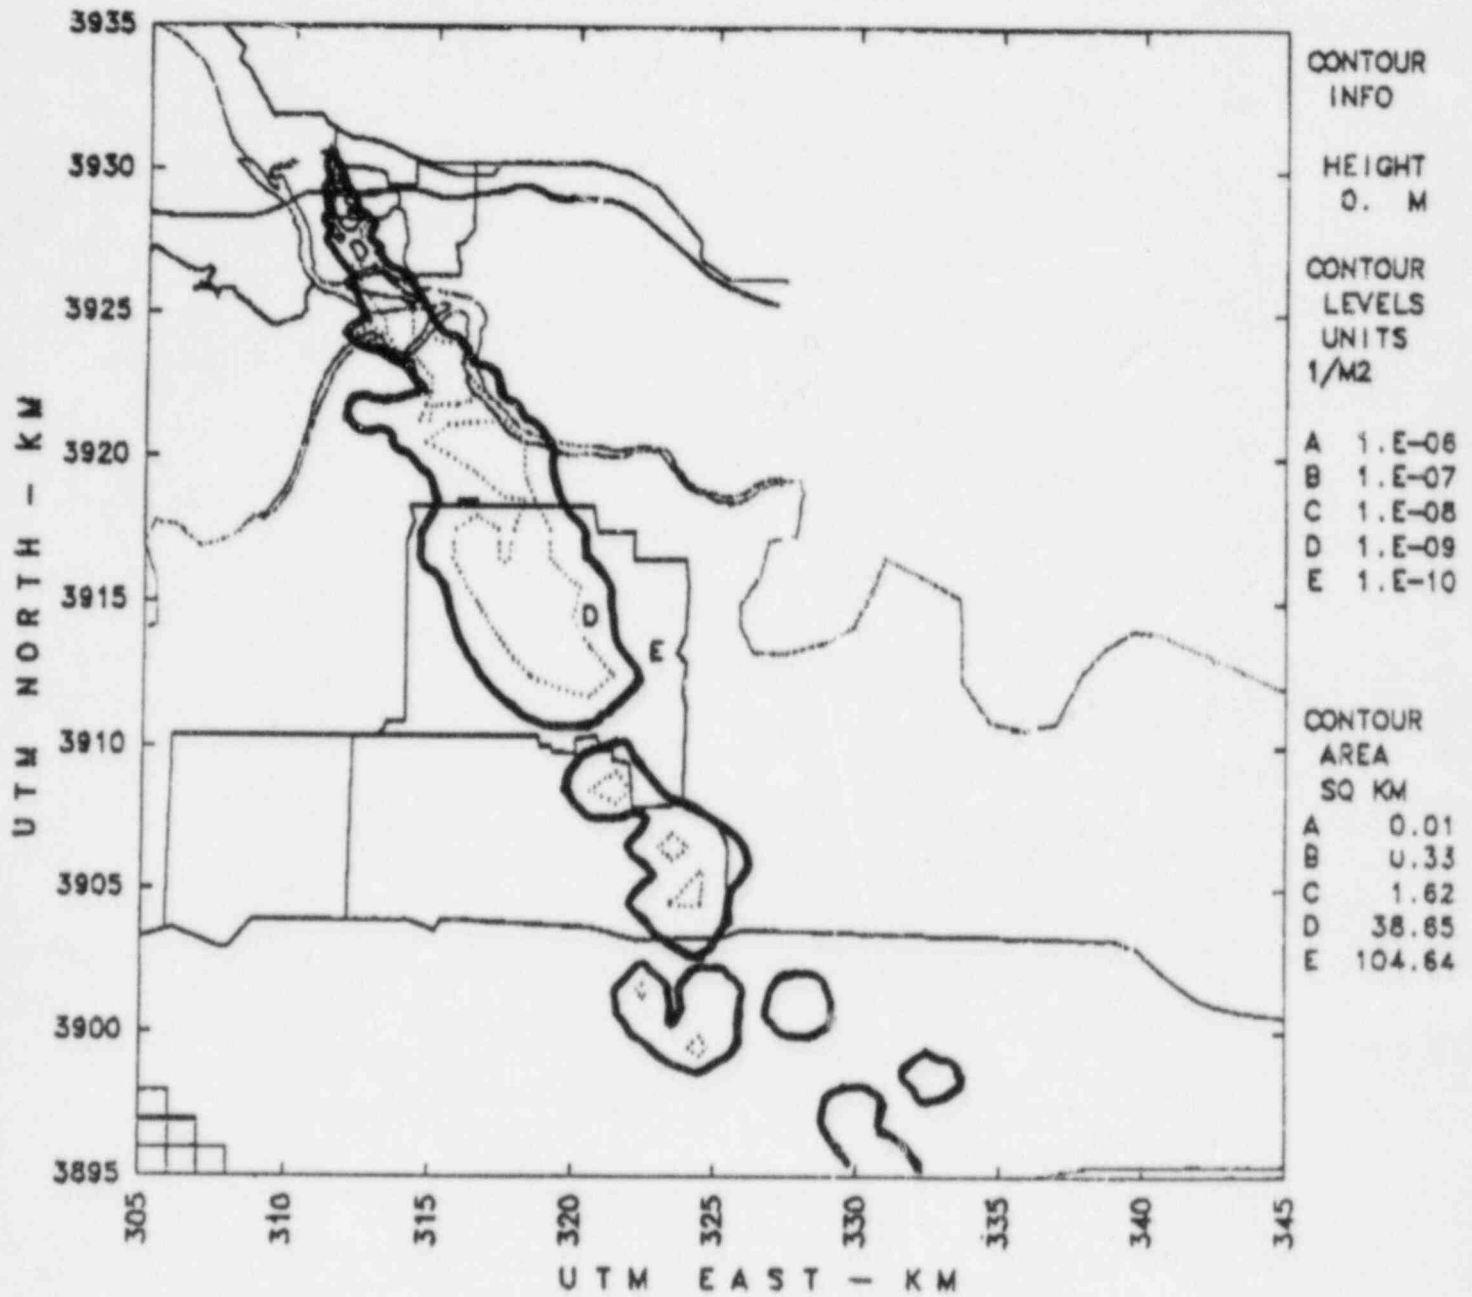 3935
3930
3925
3920
3915
3910
3905
3900
3895
UTM NORTH - KM
305
310
315
320
325
330
335
340
345
UTM EAST - KM
D
D
E
CONTOUR
INFO
HEIGHT
0. M
CONTOUR
LEVELS
UNITS
1/M2
A 1.E-06
B 1.E-07
C 1.E-08
D 1.E-09
E 1.E-10
CONTOUR
AREA
SQ KM
A 0.01
B 0.33
C 1.62
D 38.65
E 104.64